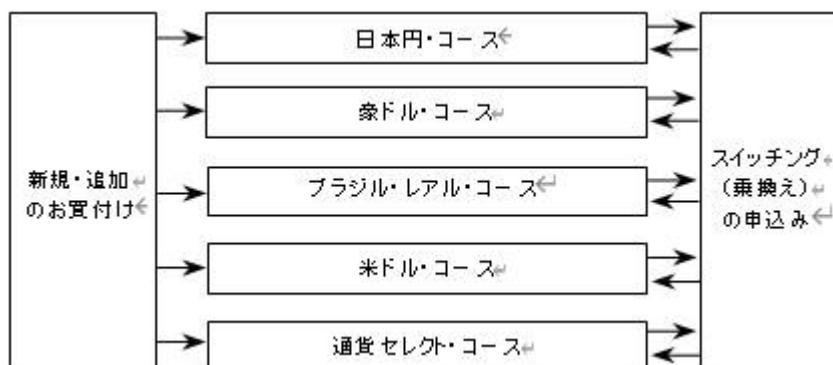 新規・追加
のお買付け
日本円・コース
豪ドル・コース
ブラジル・レアル・コース
米ドル・コース
通貨セレクト・コース
スイッチング
(乗換え)
の申込み